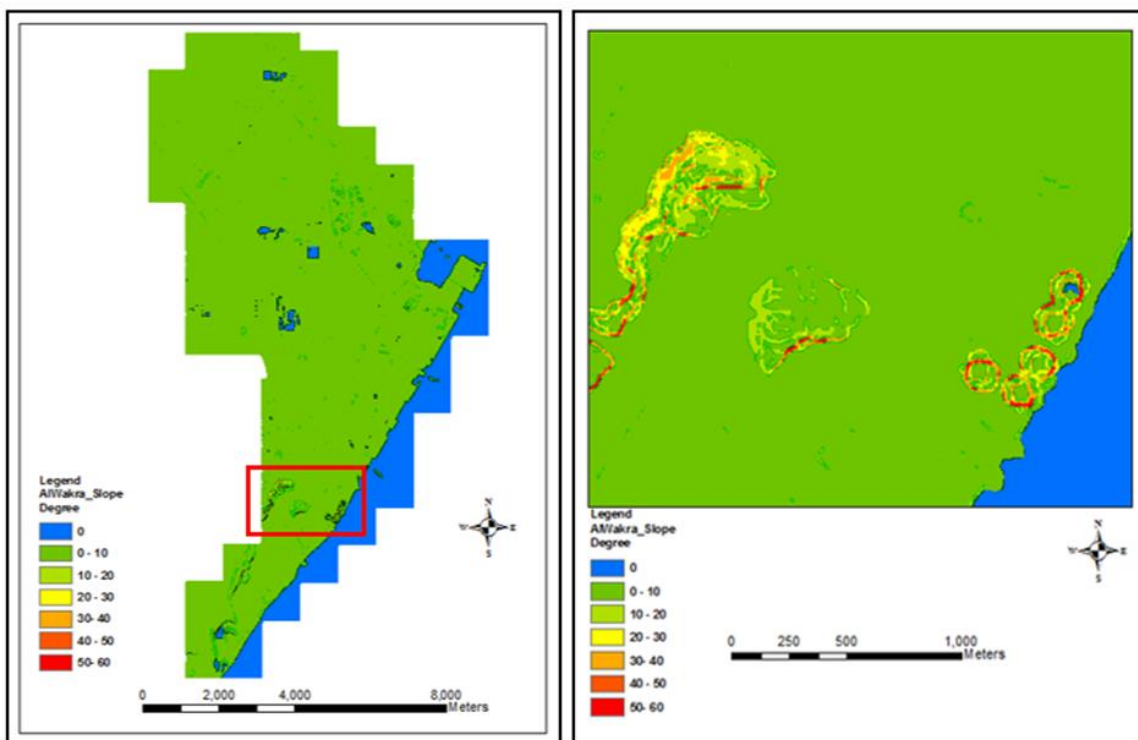 Legend
AlWakra_Slope
Degree
0
0 - 10
10 - 20
20 - 30
30- 40
40 - 50
50- 60
N
W E
S
0 2,000 4,000 8,000
Meters
Legend
AlWakra_Slope
Degree
0
0 - 10
10 - 20
20 - 30
30- 40
40 - 50
50- 60
N
W E
S
0 250 500 1,000
Meters